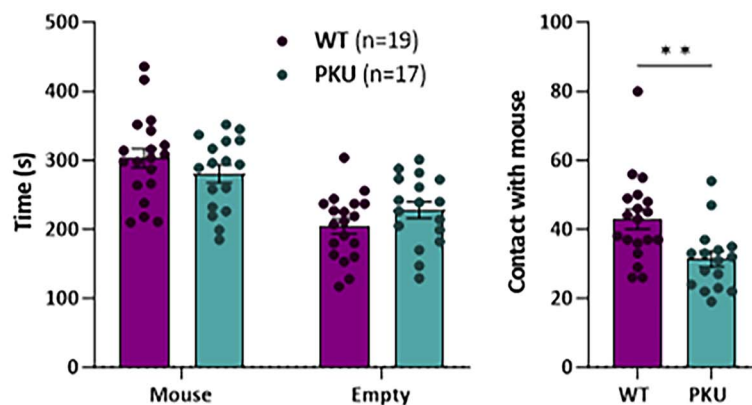 500
400
300
200
100
0
Time (s)
WT (n=19)
PKU (n=17)
Mouse
Empty
100
80
60
40
20
0
Contact with mouse
* *
WT
PKU